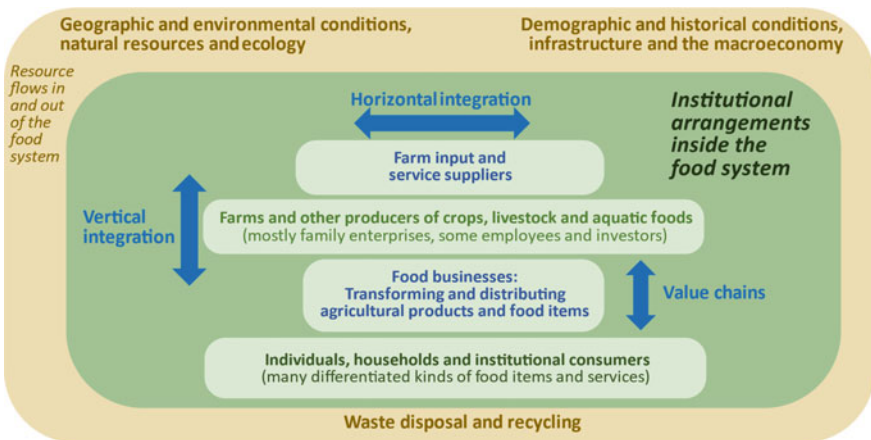 Geographic and environmental conditions,
natural resources and ecology
Demographic and historical conditions,
infrastructure and the macroeconomy
Resource
flows in
and out
of the
food
system
Horizontal integration
Institutional
arrangements
inside the
food system
Farm input and
service suppliers
Vertical
integration
Farms and other producers of crops, livestock and aquatic foods
(mostly family enterprises, some employees and investors)
Food businesses:
Transforming and distributing
agricultural products and food items
Value chains
Individuals, households and institutional consumers
(many differentiated kinds of food items and services)
Waste disposal and recycling